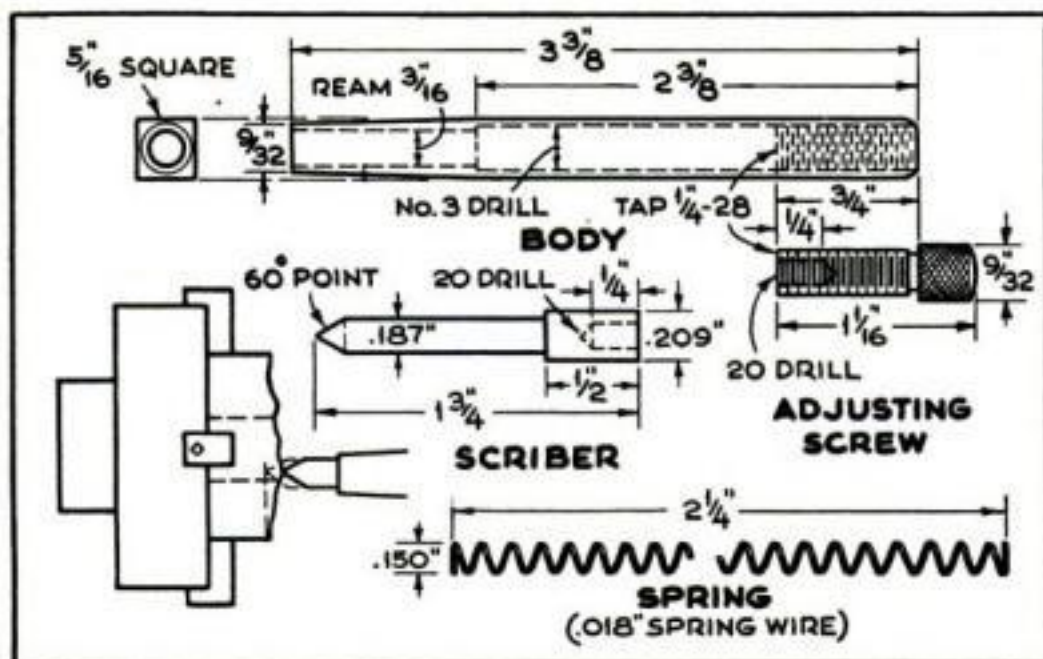 3 3/8"
5/16" SQUARE
REAM 3/16"
2 3/8"
9/32"
No. 3 DRILL
TAP 1/4"-28
3/4"
BODY
1/4"
60° POINT
20 DRILL
1/4"
9/32"
.187"
.209"
1 1/16"
1/2"
20 DRILL
1 3/4"
ADJUSTING
SCREW
SCRIBER
2 1/4"
.150"
SPRING
(.018" SPRING WIRE)